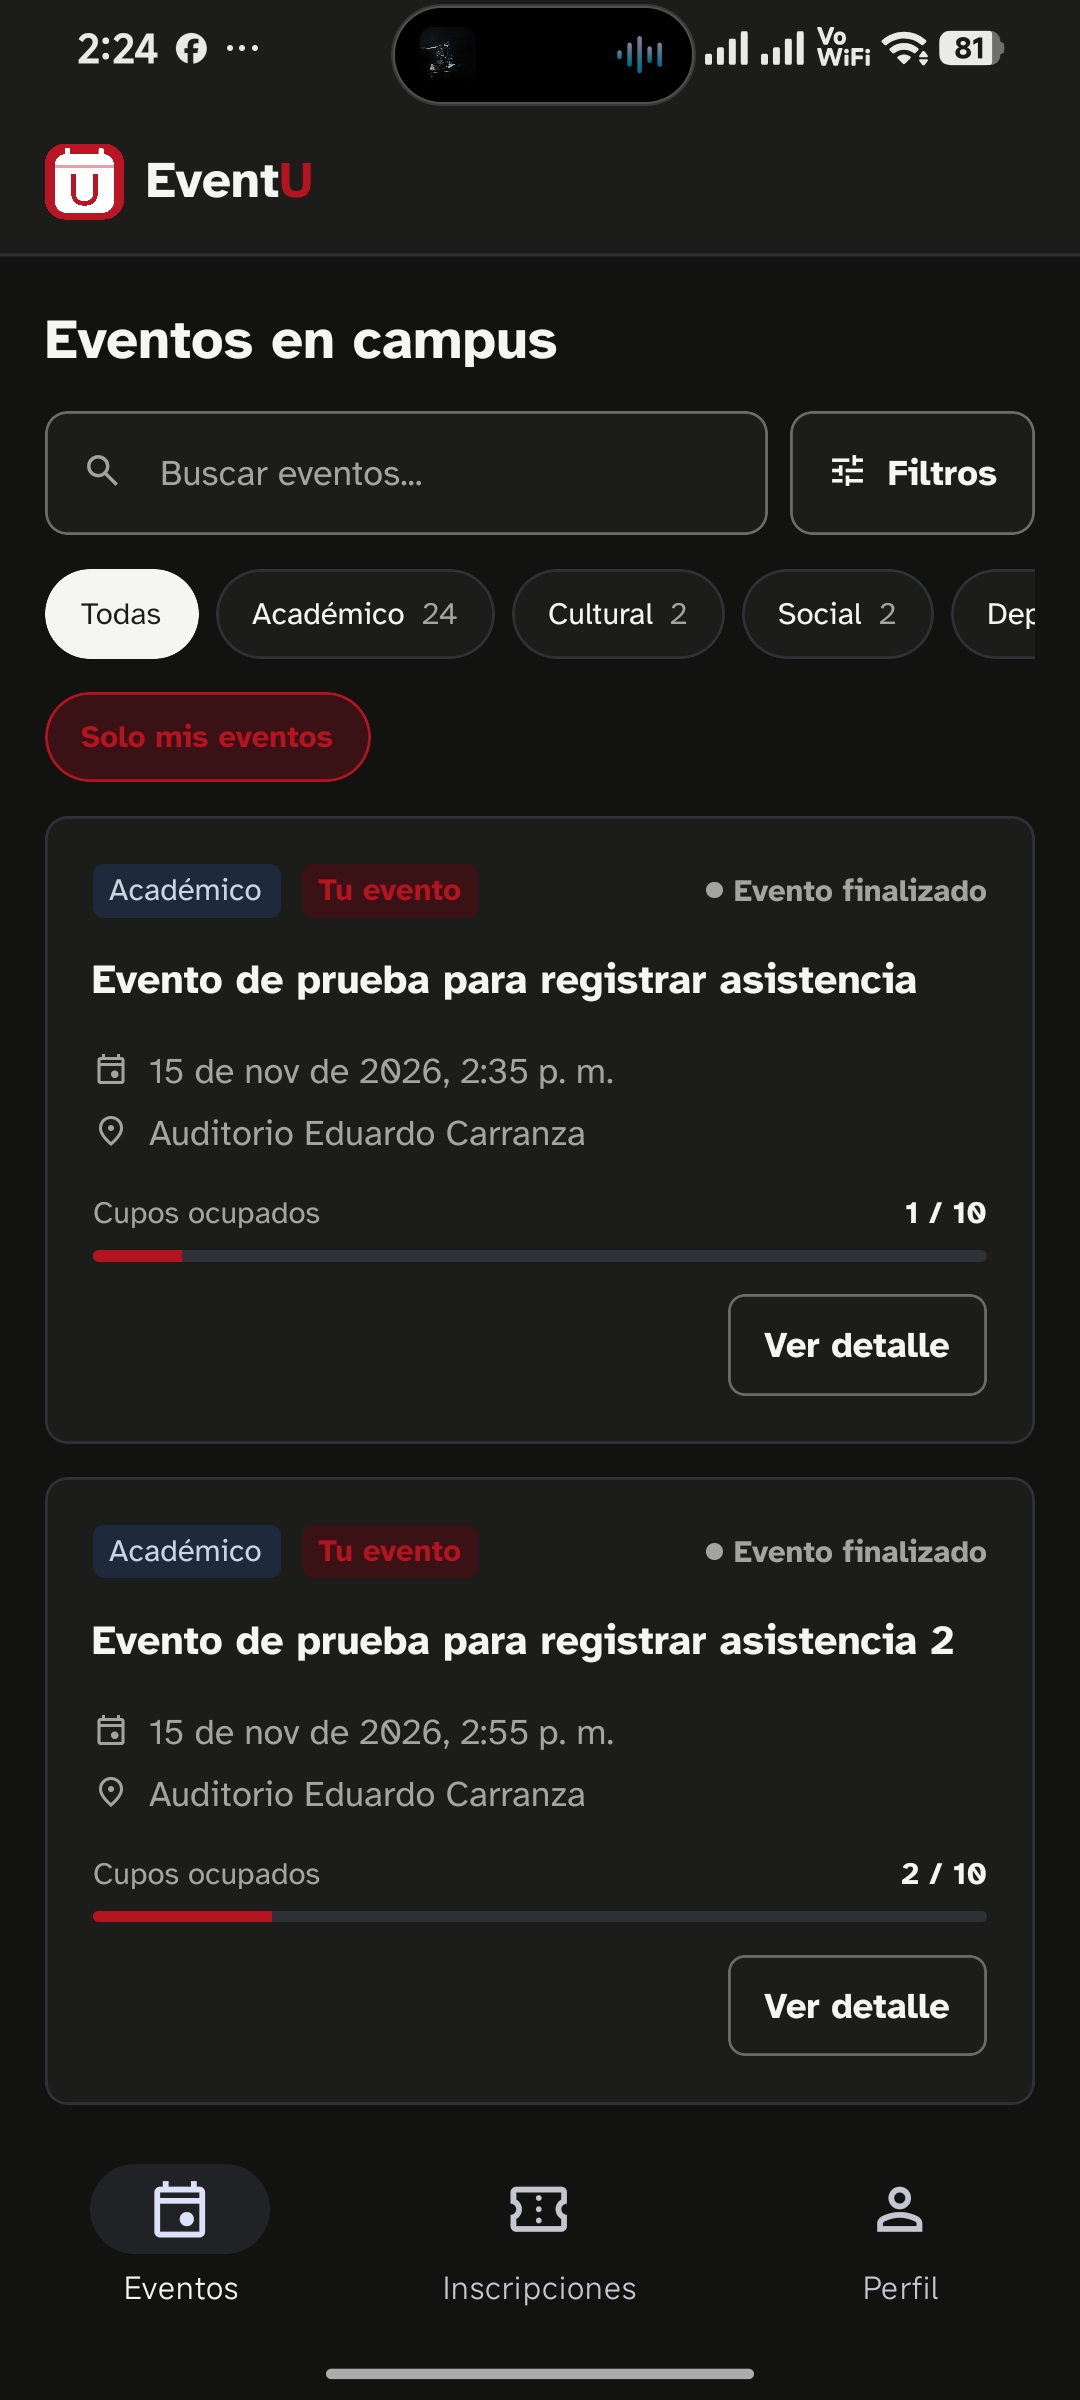 2:24
Vo
WiFi
81
U
EventU
Eventos en campus
Buscar eventos...
Filtros
Todas
Académico 24
Cultural 2
Social 2
Dep
Solo mis eventos
Académico
Tu evento
Evento finalizado
Evento de prueba para registrar asistencia
15 de nov de 2026, 2:35 p. m.
Auditorio Eduardo Carranza
Cupos ocupados
1 / 10
Ver detalle
Académico
Tu evento
Evento finalizado
Evento de prueba para registrar asistencia 2
15 de nov de 2026, 2:55 p. m.
Auditorio Eduardo Carranza
Cupos ocupados
2 / 10
Ver detalle
Eventos
Inscripciones
Perfil